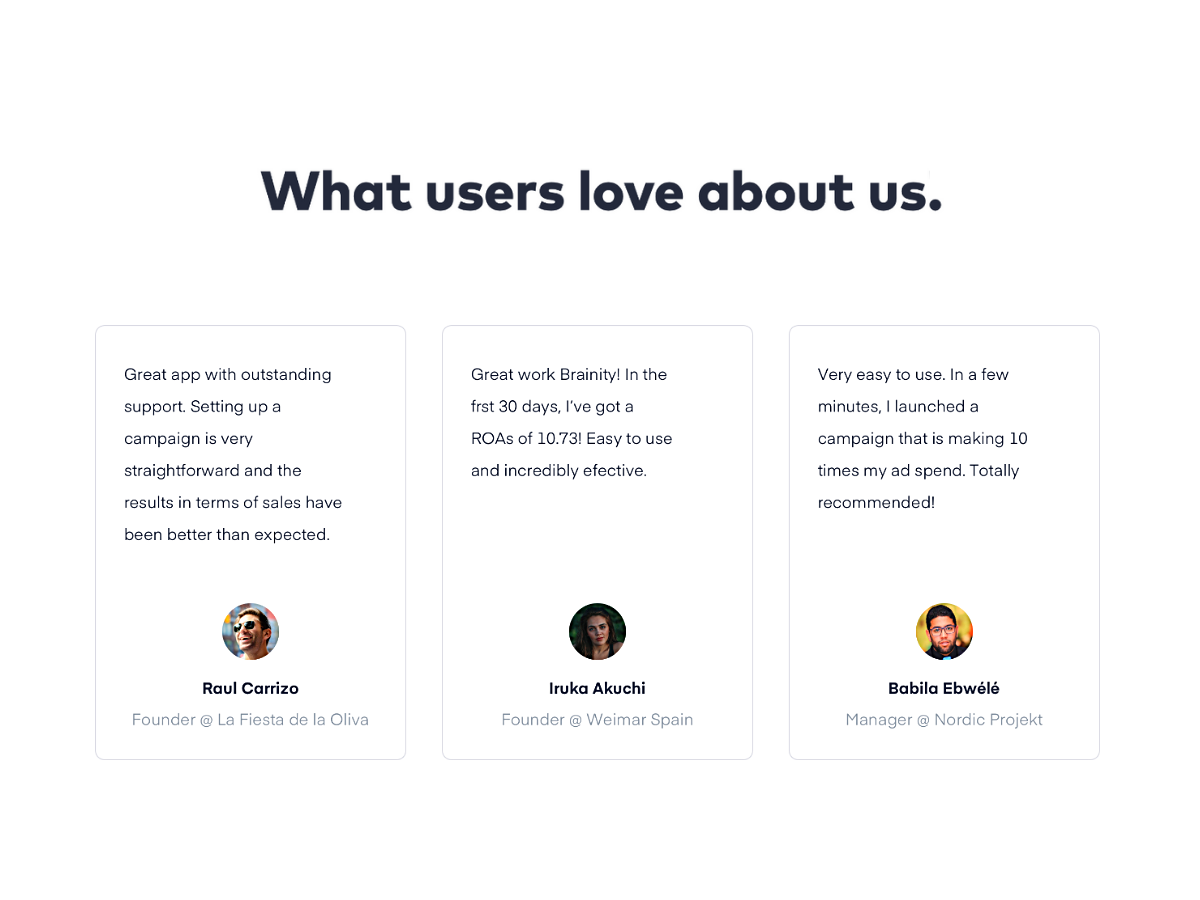 What users love about us.
Great app with outstanding
support. Setting up a
campaign is very
straightforward and the
results in terms of sales have
been better than expected.
Raul Carrizo
Founder @ La Fiesta de la Oliva
Great work Brainity! In the
frst 30 days, I've got a
ROAs of 10.73! Easy to use
and incredibly efective.
Iruka Akuchi
Founder @ Weimar Spain
Very easy to use. In a few
minutes, I launched a
campaign that is making 10
times my ad spend. Totally
recommended!
Babila Ebwélé
Manager @ Nordic Projekt